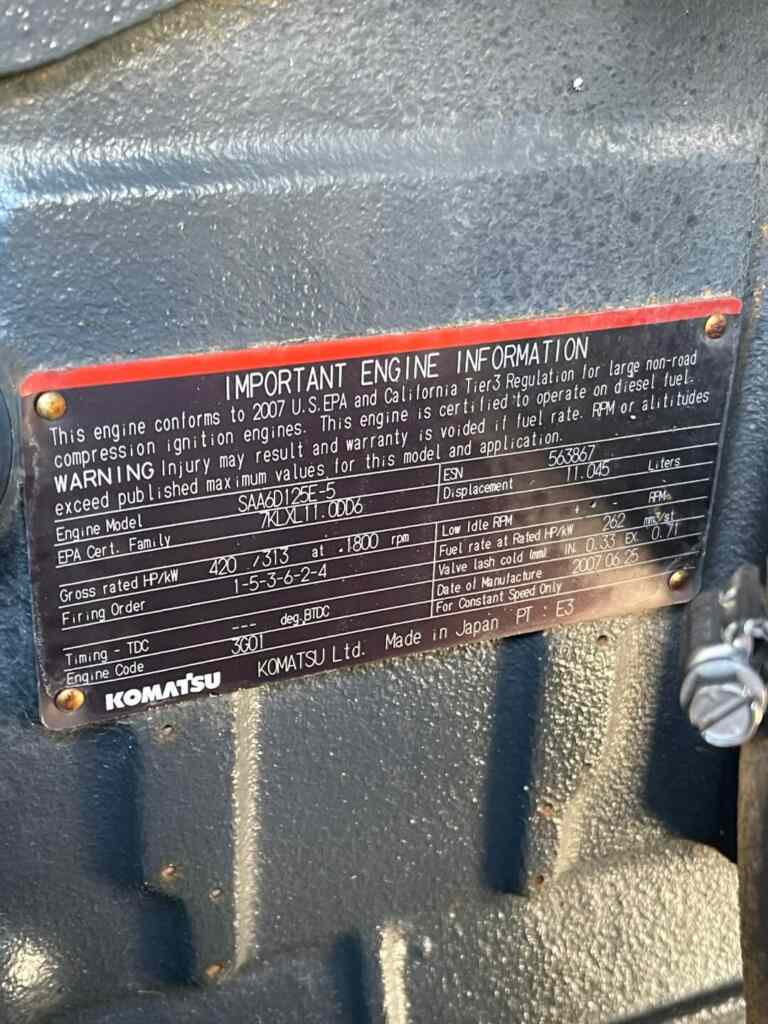 IMPORTANT ENGINE INFORMATION
This engine conforms to 2007 U.S.EPA and California Tier3 Regulation for large non-road
compression ignition engines. This engine is certified to operate on diesel fuel.
WARNING Injury may result and warranty is voided if fuel rate. RPM or alititudes
exceed published maximum values for this model and application.
Engine Model SAA6D125E-5 ESN 563867
EPA Cert. Family 7KLXL11.0DD6 Displacement 11.045 Liters
Gross rated HP/kW 420 /313 at .1800 rpm Low Idle RPM RPM
Firing Order 1-5-3-6-2-4 Fuel rate at Rated HP/kW 262 mm3/st
Valve lash cold (mm) IN. 0.33 EX. 0.71
Timing - TDC --- deg.BTDC Date of Manufacture 2007.06.25
Engine Code 3G01 For Constant Speed Only
KOMATSU KOMATSU Ltd. Made in Japan PT : E3